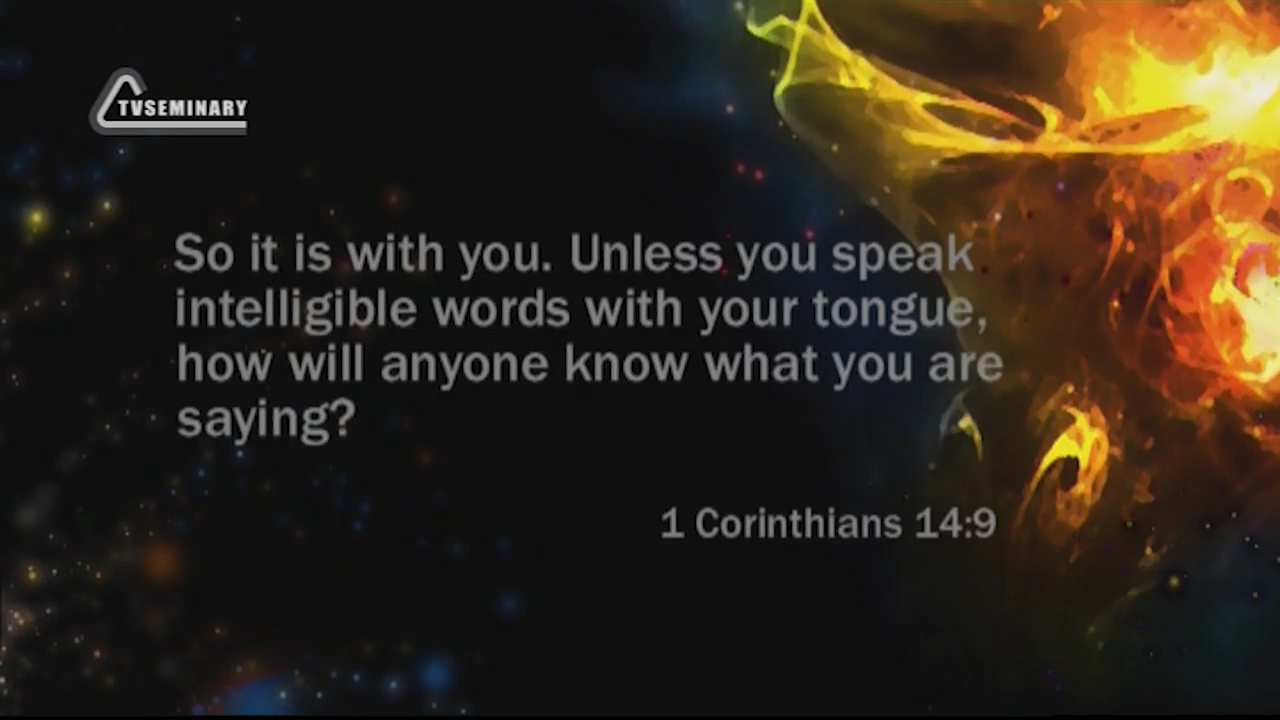 TVSEMINARY
So it is with you. Unless you speak
intelligible words with your tongue,
how will anyone know what you are
saying?
1 Corinthians 14:9